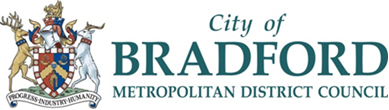 City of
BRADFORD
METROPOLITAN DISTRICT COUNCIL
PROGRESS·INDUSTRY·HUMANITY